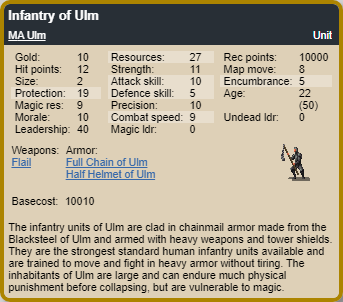 Infantry of Ulm
MA Ulm Unit
Gold: 10 Resources: 27 Rec points: 10000
Hit points: 12 Strength: 11 Map move: 8
Size: 2 Attack skill: 10 Encumbrance: 5
Protection: 19 Defence skill: 5 Age: 22
Magic res: 9 Precision: 10 (50)
Morale: 10 Combat speed: 9 Undead ldr: 0
Leadership: 40 Magic ldr: 0
Weapons: Armor:
Flail Full Chain of Ulm
Half Helmet of Ulm
Basecost: 10010
The infantry units of Ulm are clad in chainmail armor made from the
Blacksteel of Ulm and armed with heavy weapons and tower shields.
They are the strongest standard human infantry units available and
are trained to move and fight in heavy armor without tiring. The
inhabitants of Ulm are large and can endure much physical
punishment before collapsing, but are vulnerable to magic.